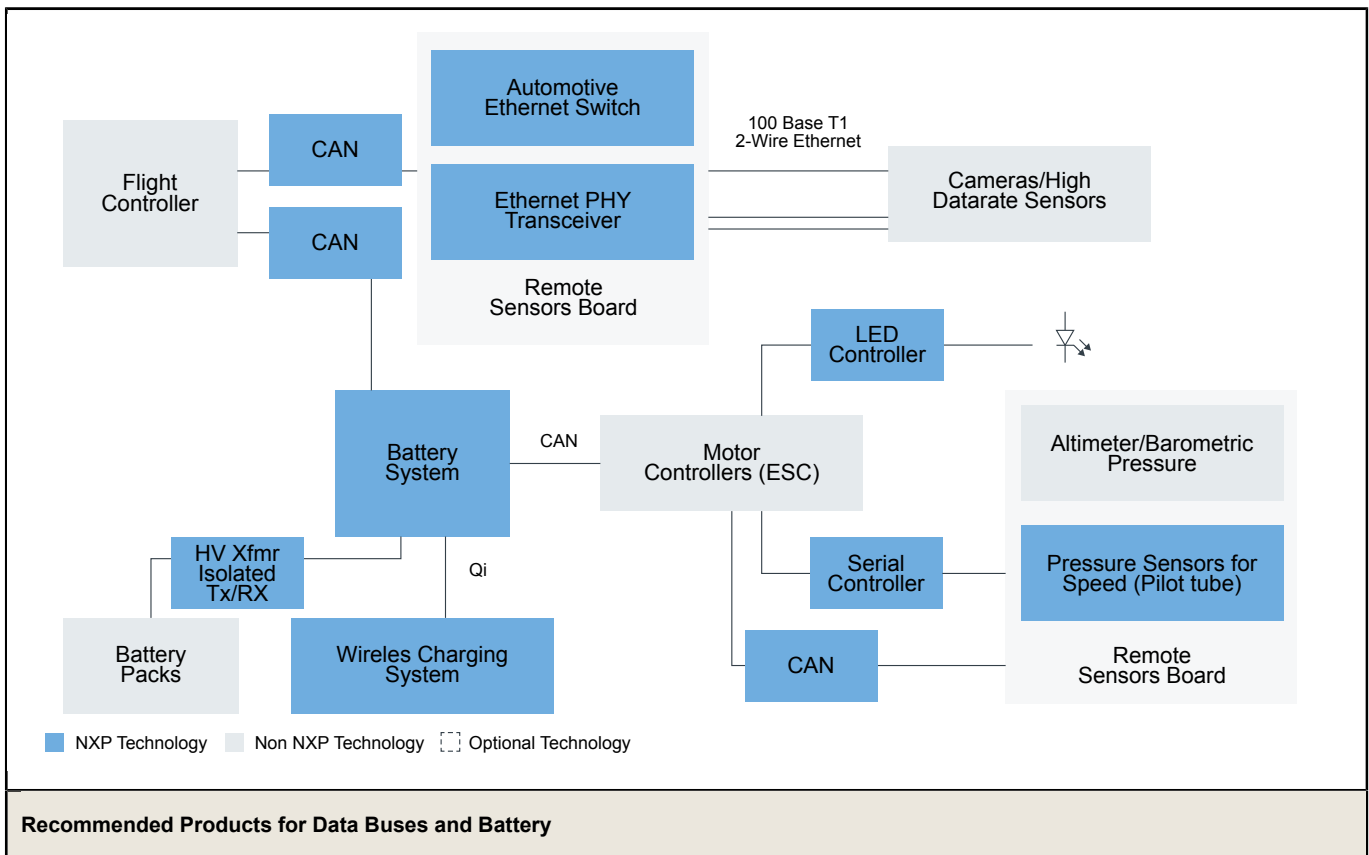 Automotive
Ethernet Switch
100 Base T1
2-Wire Ethernet
CAN
Flight
Controller
Cameras/High
Datarate Sensors
Ethernet PHY
Transceiver
CAN
Remote
Sensors Board
LED
Controller
Battery
System
CAN
Motor
Controllers (ESC)
Altimeter/Barometric
Pressure
HV Xfmr
Isolated
Tx/RX
Qi
Serial
Controller
Pressure Sensors for
Speed (Pilot tube)
Battery
Packs
Wireles Charging
System
CAN
Remote
Sensors Board
NXP Technology
Non NXP Technology
Optional Technology
Recommended Products for Data Buses and Battery